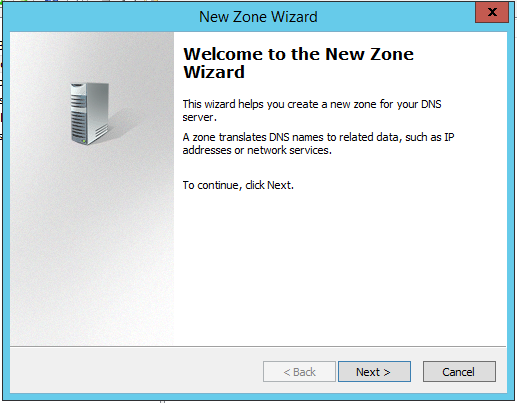 New Zone Wizard
x
Welcome to the New Zone
Wizard
This wizard helps you create a new zone for your DNS
server.
A zone translates DNS names to related data, such as IP
addresses or network services.
To continue, click Next.
< Back
Next >
Cancel